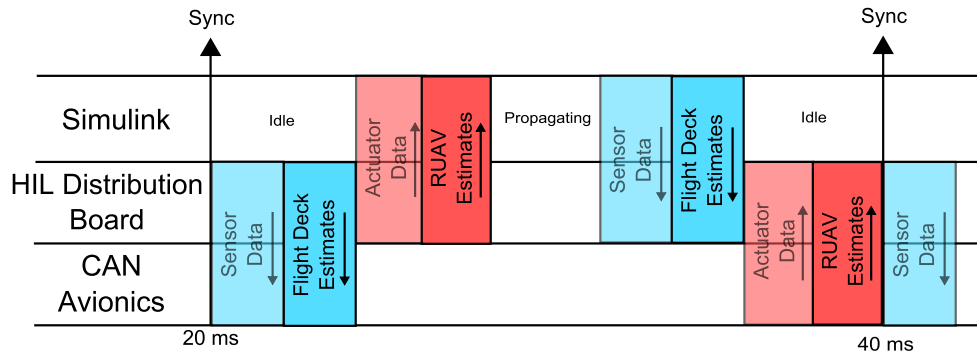 Sync
Sync
Simulink
Idle
Actuator
Data
RUAV
Estimates
Propagating
Sensor
Data
Flight Deck
Estimates
Idle
HIL Distribution
Board
Sensor
Data
Flight Deck
Estimates
Actuator
Data
RUAV
Estimates
Sensor
Data
CAN
Avionics
20 ms
40 ms